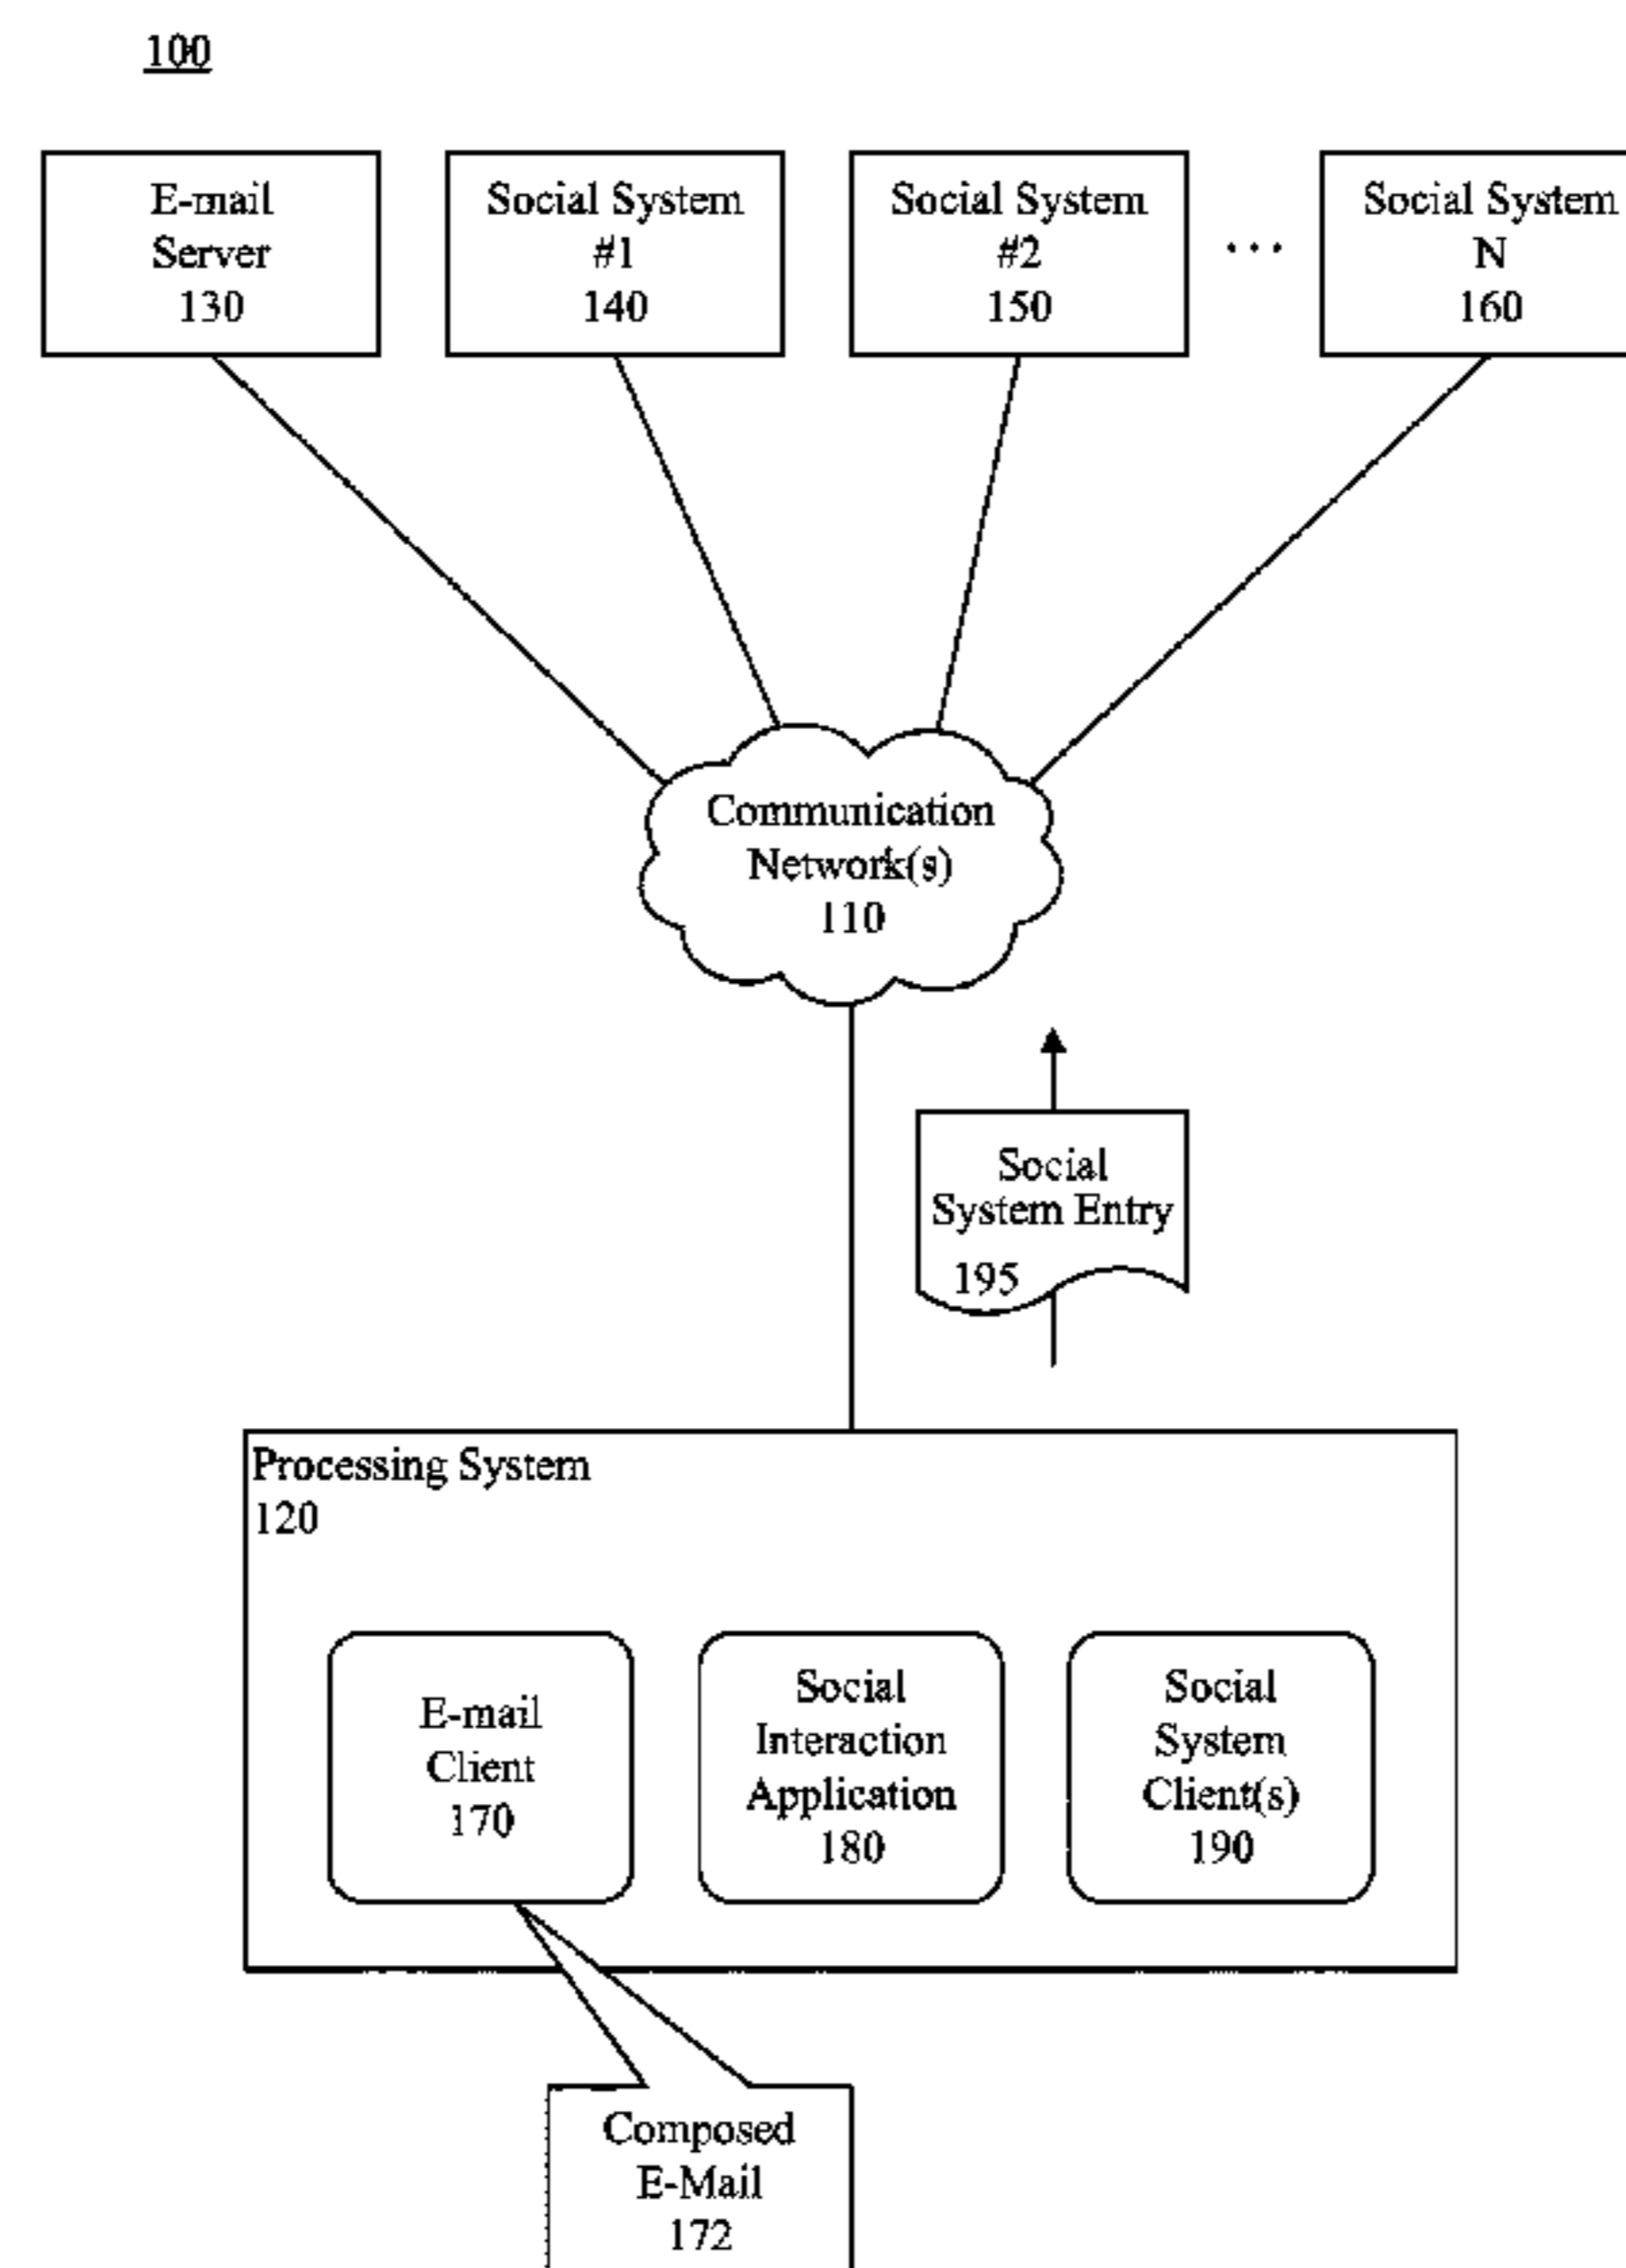 100
E-mail
Server
130
Social System
#1
140
Social System
#2
150
...
Social System
N
160
Communication
Network(s)
110
Social
System Entry
195
Processing System
120
E-mail
Client
170
Social
Interaction
Application
180
Social
System
Client(s)
190
Composed
E-Mail
172